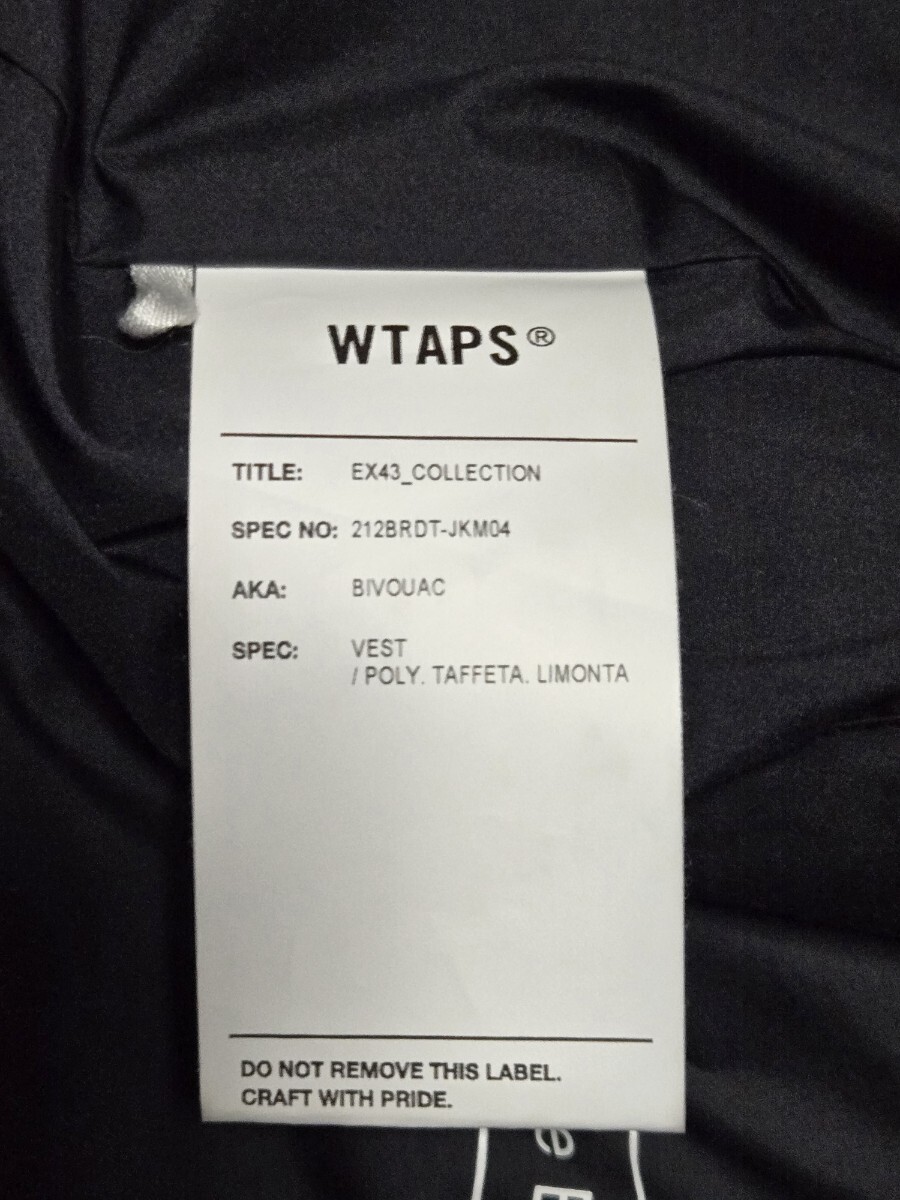 WTAPS®
TITLE: EX43_COLLECTION
SPEC NO: 212BRDT-JKM04
AKA: BIVOUAC
SPEC: VEST
/ POLY. TAFFETA. LIMONTA
DO NOT REMOVE THIS LABEL.
CRAFT WITH PRIDE.